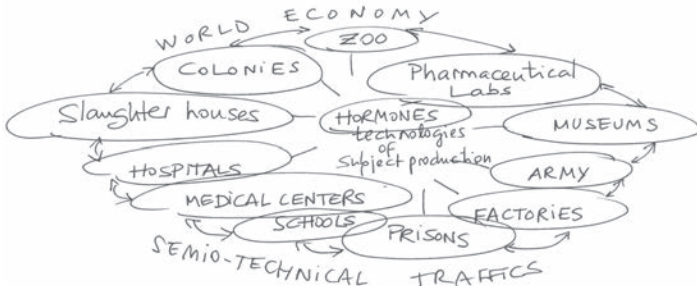 WORLD ECONOMY
ZOO
COLONIES
Pharmaceutical
Labs
Slaughter houses
HORMONES
technologies
of
subject production
MUSEUMS
HOSPITALS
ARMY
MEDICAL CENTERS
FACTORIES
SCHOOLS
PRISONS
SEMIO-TECHNICAL TRAFFICS